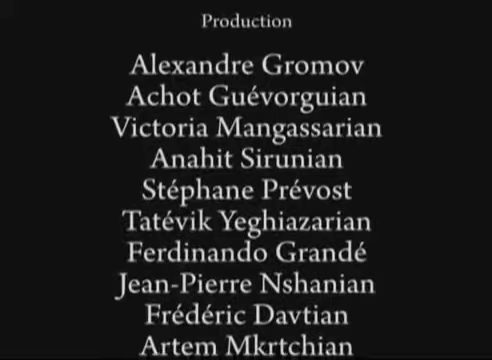 Production
Alexandre Gromov
Achot Guévorguian
Victoria Mangassarian
Anahit Sirunian
Stéphane Prévost
Tatévik Yeghiazarian
Ferdinando Grandé
Jean-Pierre Nshanian
Frédéric Davtian
Artem Mkrtchian